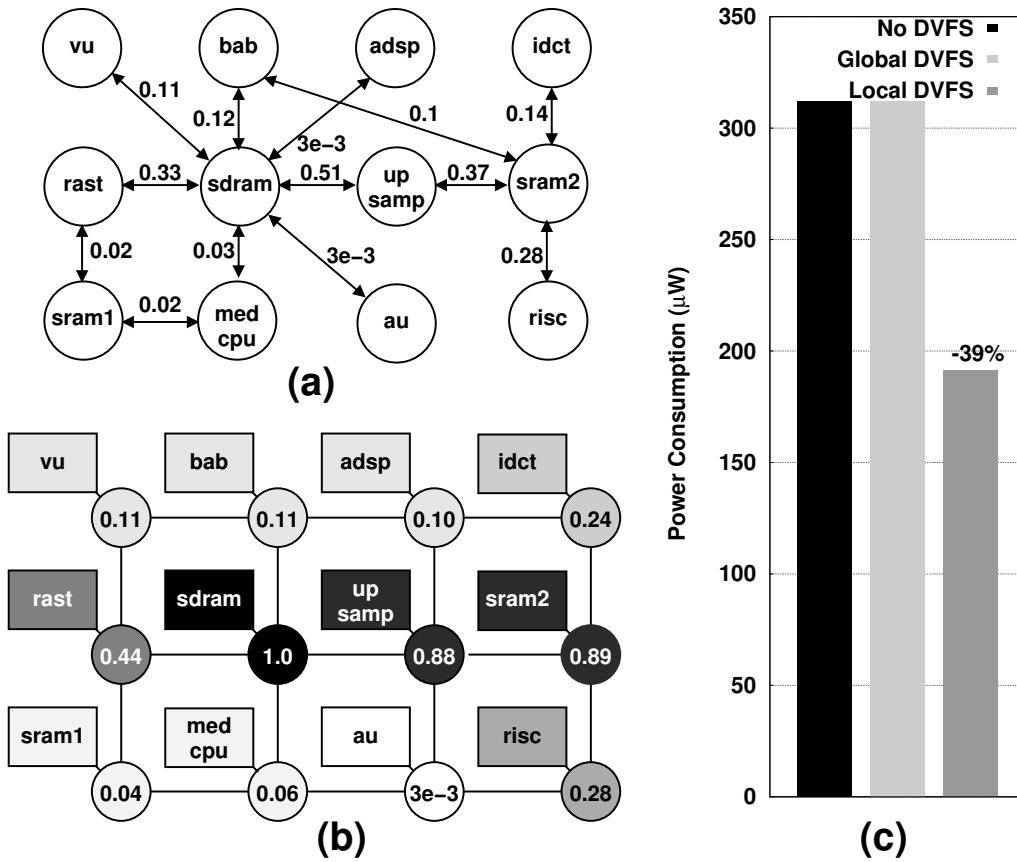 vu bab adsp idct
0.11 0.12 0.1 0.14
3e−3
rast 0.33 sdram 0.51 up samp 0.37 sram2
0.02 0.03 3e−3 0.28
sram1 0.02 med cpu au risc
(a)
vu bab adsp idct
0.11 0.11 0.10 0.24
rast sdram up samp sram2
0.44 1.0 0.88 0.89
sram1 med cpu au risc
0.04 0.06 3e−3 0.28
(b)
350
300
250
200
150
100
50
0
Power Consumption (μW)
No DVFS
Global DVFS
Local DVFS
-39%
(c)